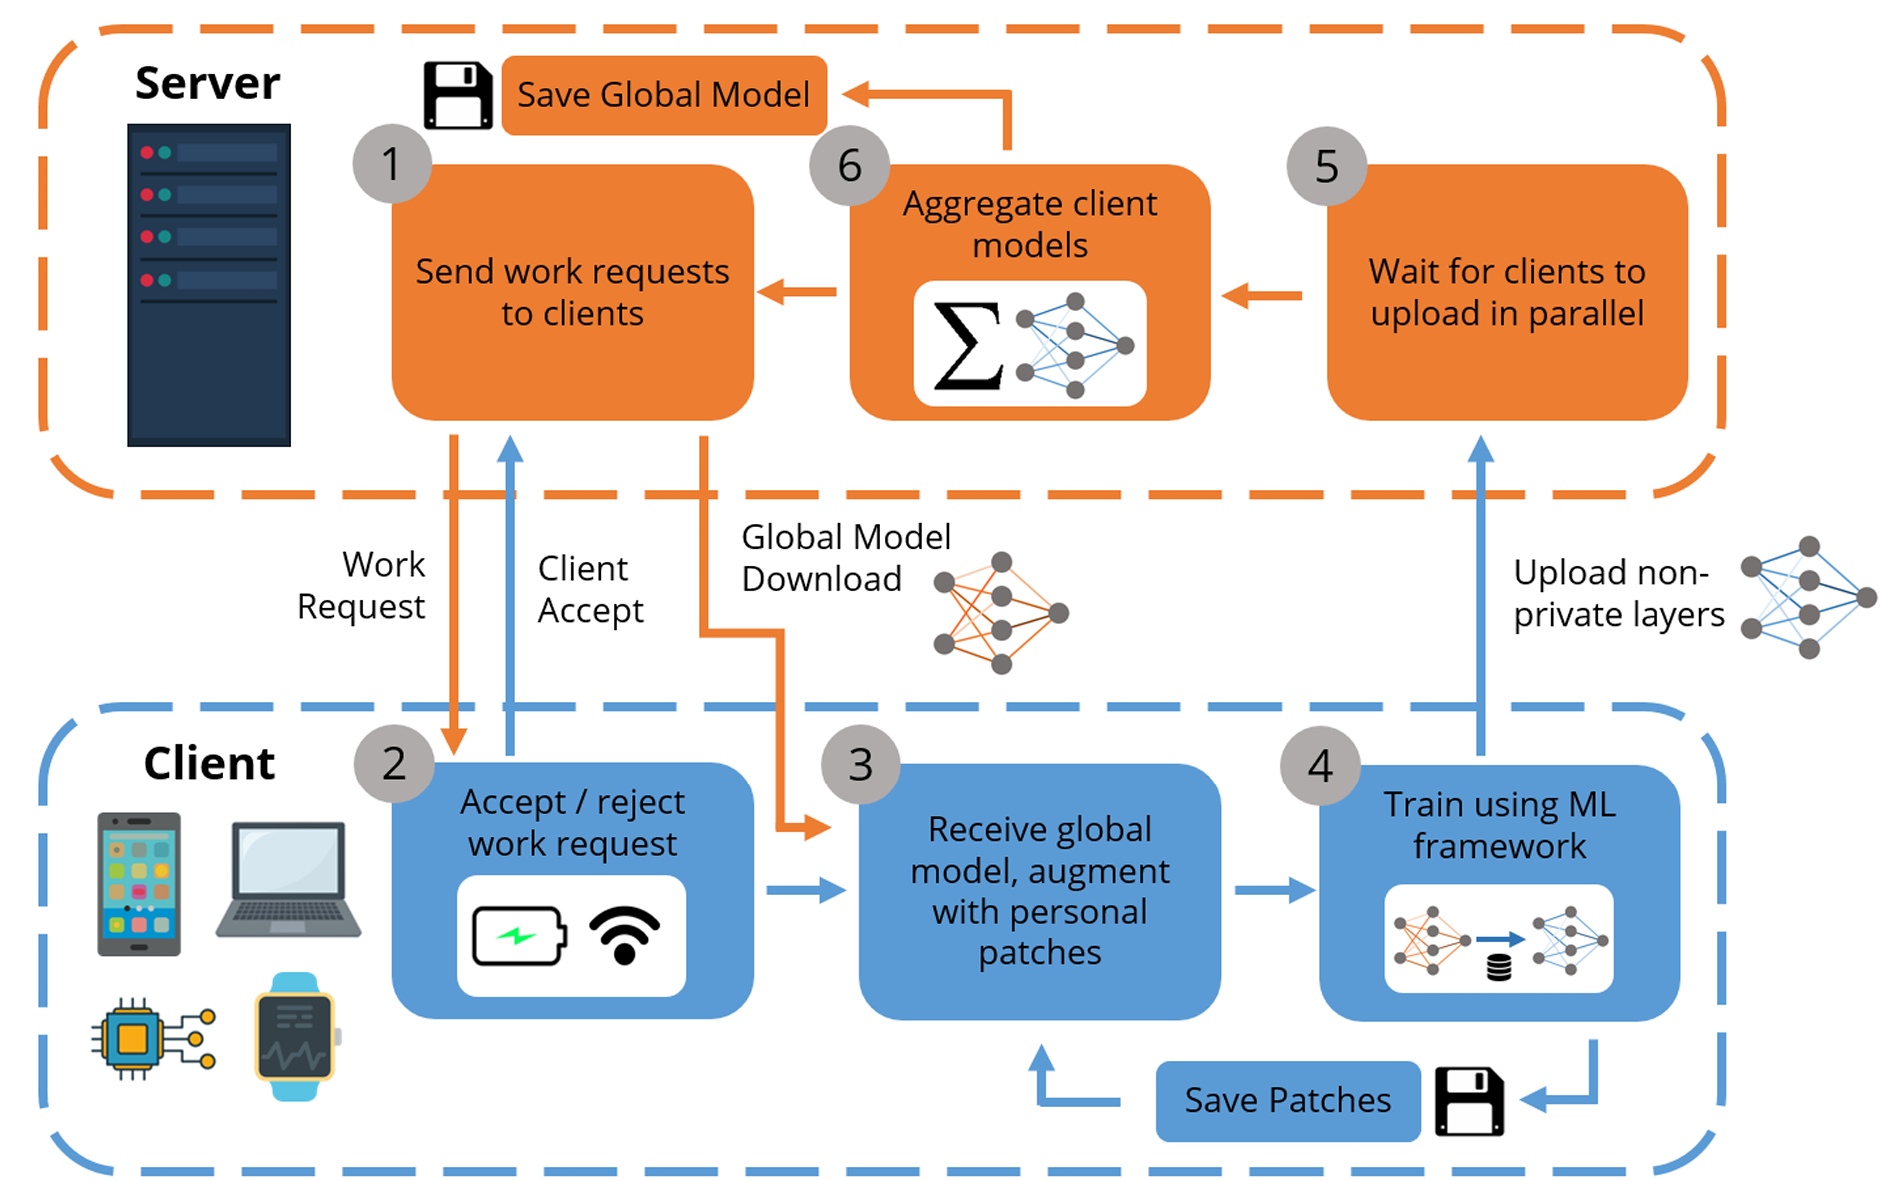 Server
Save Global Model
1
Send work requests
to clients
6
Aggregate client
models
Σ
5
Wait for clients to
upload in parallel
Work
Request
Client
Accept
Global Model
Download
Upload non-
private layers
Client
2
Accept / reject
work request
3
Receive global
model, augment
with personal
patches
4
Train using ML
framework
Save Patches